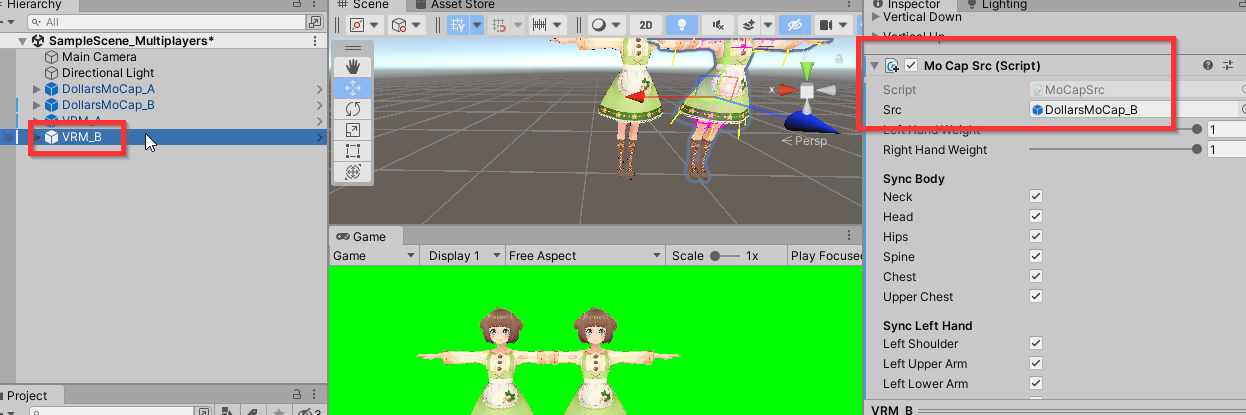 Hierarchy
All
SampleScene_Multiplayers*
Main Camera
Directional Light
DollarsMoCap_A
DollarsMoCap_B
VRM_A
VRM_B
Project
3
Scene
Asset Store
2D
x
Persp
Game
Game
Display 1
Free Aspect
Scale
1x
Play Focused
Inspector
Lighting
Vertical Down
Vertical Up
Mo Cap Src (Script)
Script
MoCapSrc
Src
DollarsMoCap_B
Left Hand Weight
1
Right Hand Weight
1
Sync Body
Neck
Head
Hips
Spine
Chest
Upper Chest
Sync Left Hand
Left Shoulder
Left Upper Arm
Left Lower Arm
VRM_B